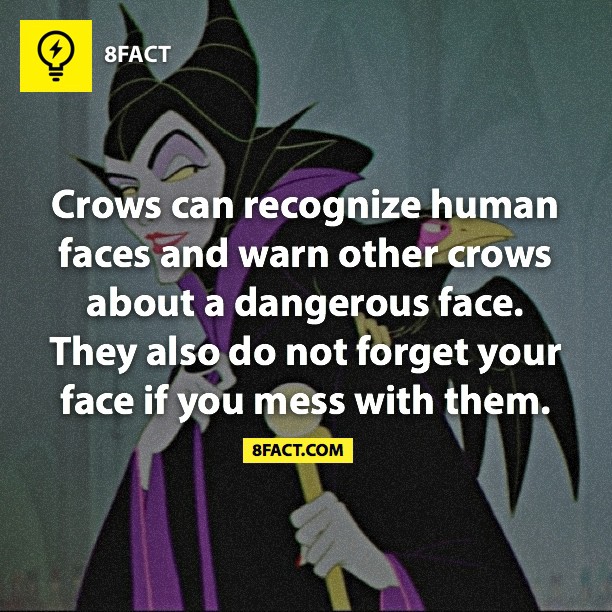 8FACT
Crows can recognize human
faces and warn other crows
about a dangerous face.
They also do not forget your
face if you mess with them.
8FACT.COM